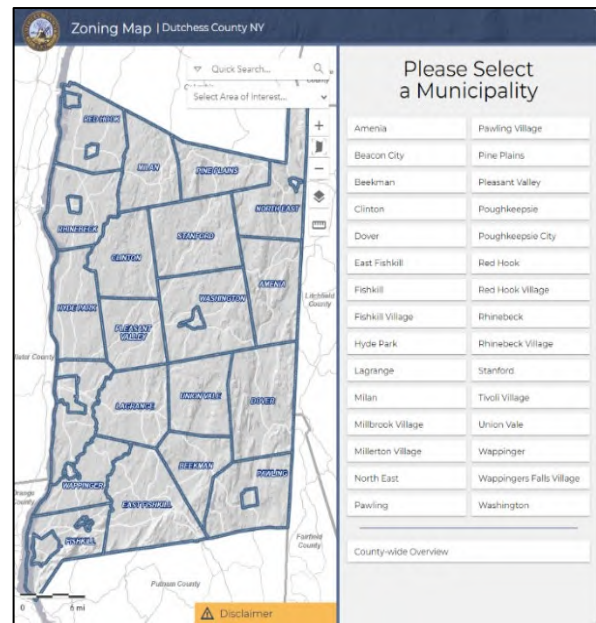 Zoning Map | Dutchess County NY
Quick Search...
Select Area of Interest...
County
RED HOOK
MILAN
PINE PLAINS
NORTH EAST
RHINEBECK
STANFORD
CLINTON
AMENIA
HYDE PARK
WASHINGTON
Litchfield
County
PLEASANT
VALLEY
Ulster County
LAGRANGE
UNION VALE
DOVER
BEEKMAN
PAWLING
WAPPINGER
Orange
County
EAST FISHKILL
FISHKILL
Fairfield
County
Putnam County
0 6 mi
Disclaimer
Please Select
a Municipality
Amenia
Pawling Village
Beacon City
Pine Plains
Beekman
Pleasant Valley
Clinton
Poughkeepsie
Dover
Poughkeepsie City
East Fishkill
Red Hook
Fishkill
Red Hook Village
Fishkill Village
Rhinebeck
Hyde Park
Rhinebeck Village
Lagrange
Stanford
Milan
Tivoli Village
Millbrook Village
Union Vale
Millerton Village
Wappinger
North East
Wappingers Falls Village
Pawling
Washington
County-wide Overview